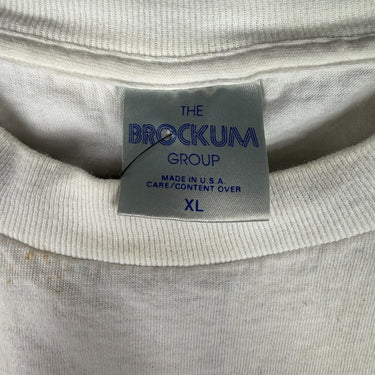 THE
BROCKUM
GROUP
MADE IN U.S.A.
CARE/CONTENT OVER
XL